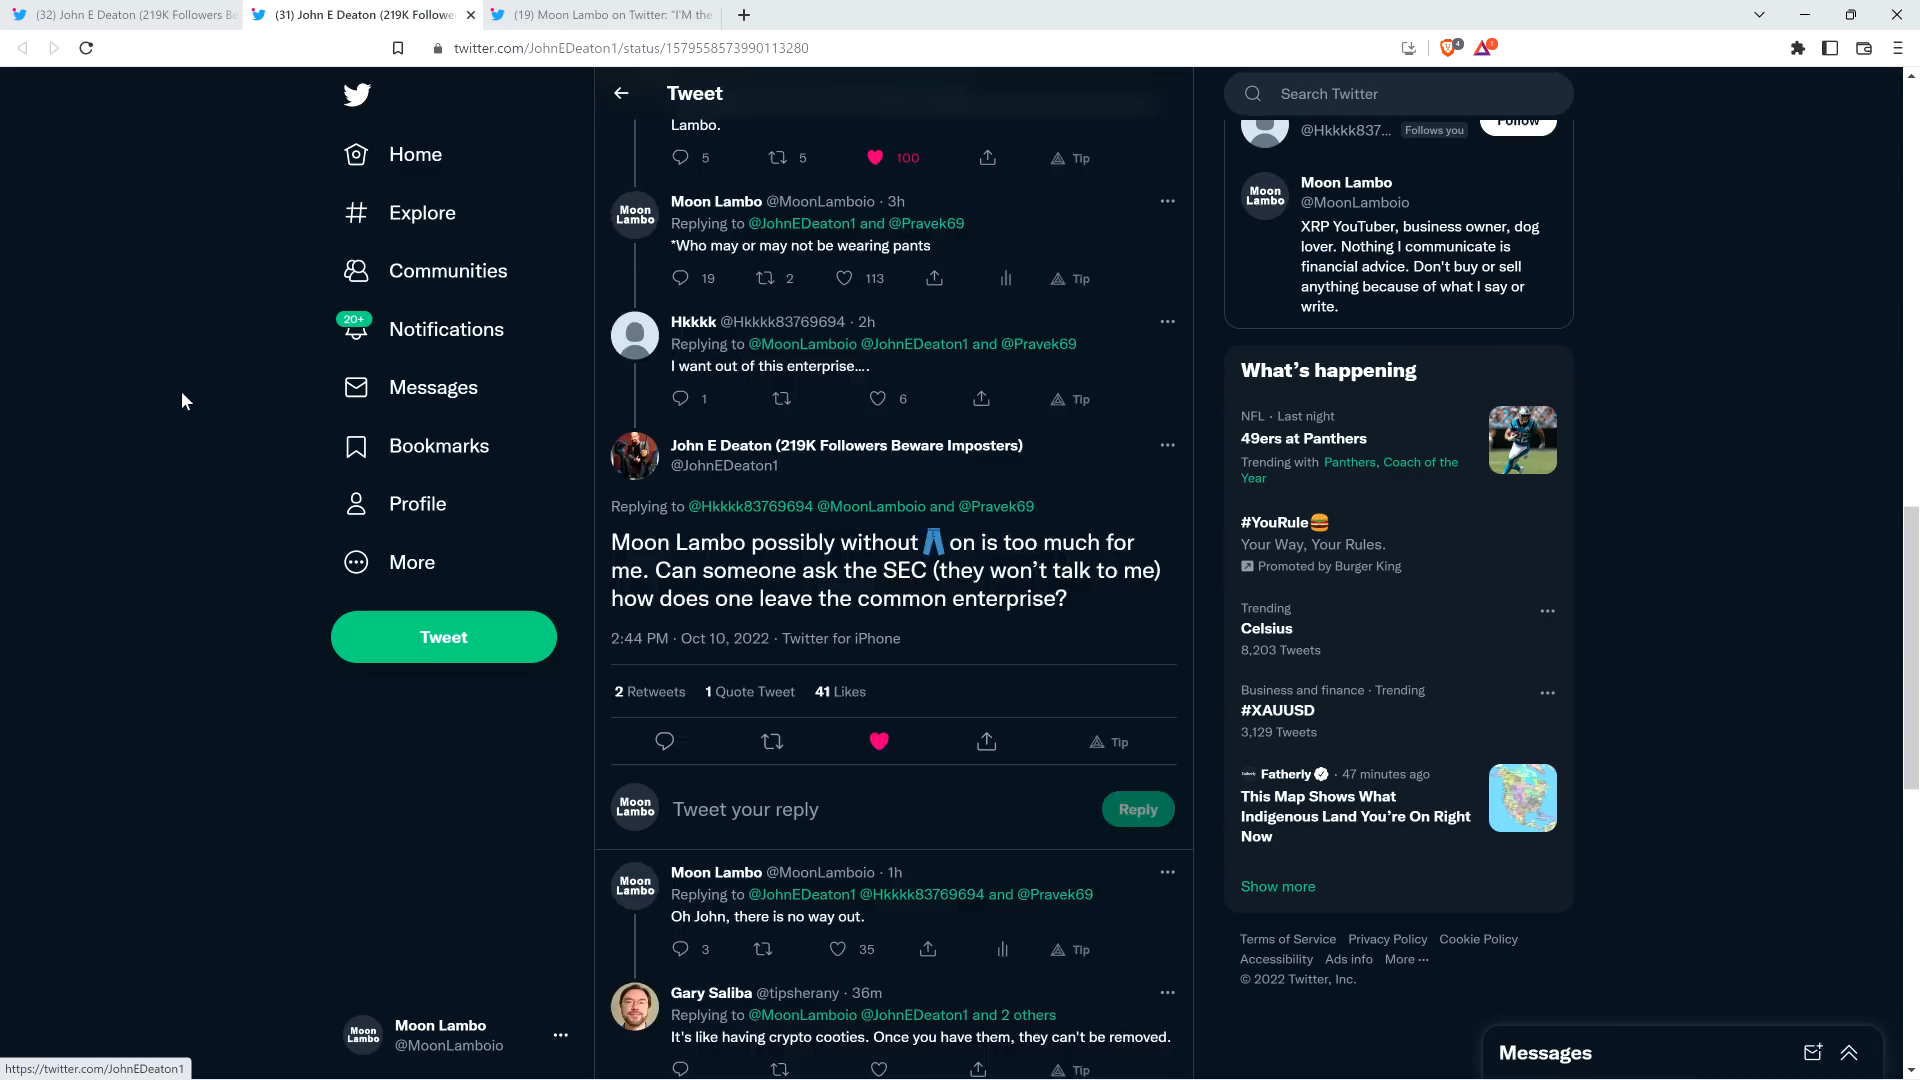 (32) John E Deaton (219K Followers Be
(31) John E Deaton (219K Followe
(19) Moon Lambo on Twitter: "I'M the
twitter.com/JohnEDeaton1/status/1579558573990113280
4
1
Home
Explore
Communities
20+
Notifications
Messages
Bookmarks
Profile
More
Tweet
Moon Lambo
Moon Lambo
@MoonLamboio
https://twitter.com/JohnEDeaton1
Tweet
Lambo.
5 5 100 Tip
Moon Lambo
Moon Lambo @MoonLamboio · 3h
Replying to @JohnEDeaton1 and @Pravek69
*Who may or may not be wearing pants
19 2 113 Tip
Hkkkk @Hkkkk83769694 · 2h
Replying to @MoonLamboio @JohnEDeaton1 and @Pravek69
I want out of this enterprise....
1 6 Tip
John E Deaton (219K Followers Beware Imposters)
@JohnEDeaton1
Replying to @Hkkkk83769694 @MoonLamboio and @Pravek69
Moon Lambo possibly without 👖 on is too much for
me. Can someone ask the SEC (they won't talk to me)
how does one leave the common enterprise?
2:44 PM · Oct 10, 2022 · Twitter for iPhone
2 Retweets 1 Quote Tweet 41 Likes
Tip
Moon Lambo
Tweet your reply
Reply
Moon Lambo
Moon Lambo @MoonLamboio · 1h
Replying to @JohnEDeaton1 @Hkkkk83769694 and @Pravek69
Oh John, there is no way out.
3 35 Tip
Gary Saliba @tipsherany · 36m
Replying to @MoonLamboio @JohnEDeaton1 and 2 others
It's like having crypto cooties. Once you have them, they can't be removed.
Tip
Search Twitter
@Hkkkk837... Follows you
Follow
Moon Lambo
Moon Lambo
@MoonLamboio
XRP YouTuber, business owner, dog
lover. Nothing I communicate is
financial advice. Don't buy or sell
anything because of what I say or
write.
What's happening
NFL · Last night
49ers at Panthers
Trending with Panthers, Coach of the
Year
#YouRule🍔
Your Way, Your Rules.
Promoted by Burger King
Trending
Celsius
8,203 Tweets
Business and finance · Trending
#XAUUSD
3,129 Tweets
Fatherly · 47 minutes ago
This Map Shows What
Indigenous Land You're On Right
Now
Show more
Terms of Service Privacy Policy Cookie Policy
Accessibility Ads info More ···
© 2022 Twitter, Inc.
Messages